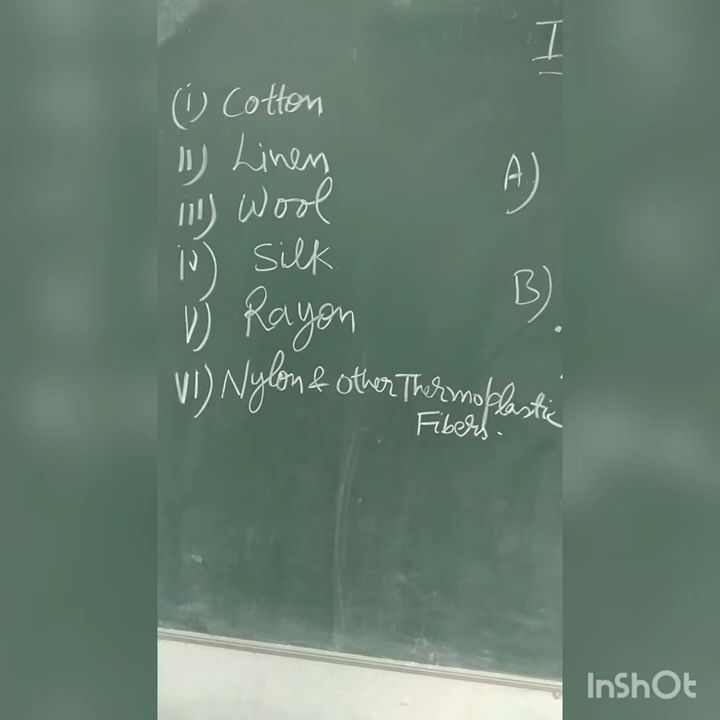 I
(i) Cotton
II) Linen
III) Wool
A)
iv) Silk
B)
V) Rayon
VI) Nylon & other Thermoplastic
Fibers.
InShOt